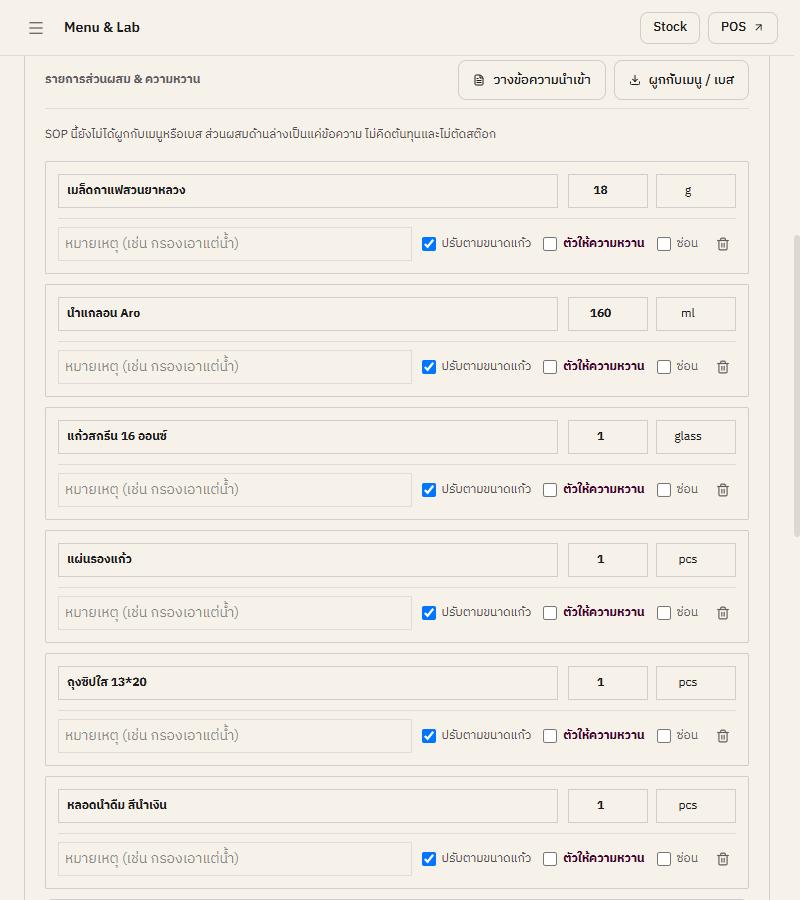 Menu & Lab
Stock
POS
รายการส่วนผสม & ความหวาน
วางข้อความนำเข้า
ผูกกับเมนู / เบส
SOP นี้ยังไม่ได้ผูกกับเมนูหรือเบส ส่วนผสมด้านล่างเป็นแค่ข้อความ ไม่คิดต้นทุนและไม่ตัดสต๊อก
เมล็ดกาแฟสวนยาหลวง 18 g
หมายเหตุ (เช่น กรองเอาแต่น้ำ) ปรับตามขนาดแก้ว ตัวให้ความหวาน ซ่อน
น้ำแกลอน Aro 160 ml
หมายเหตุ (เช่น กรองเอาแต่น้ำ) ปรับตามขนาดแก้ว ตัวให้ความหวาน ซ่อน
แก้วสกรีน 16 ออนซ์ 1 glass
หมายเหตุ (เช่น กรองเอาแต่น้ำ) ปรับตามขนาดแก้ว ตัวให้ความหวาน ซ่อน
แผ่นรองแก้ว 1 pcs
หมายเหตุ (เช่น กรองเอาแต่น้ำ) ปรับตามขนาดแก้ว ตัวให้ความหวาน ซ่อน
ถุงซิปใส 13*20 1 pcs
หมายเหตุ (เช่น กรองเอาแต่น้ำ) ปรับตามขนาดแก้ว ตัวให้ความหวาน ซ่อน
หลอดน้ำดื่ม สีน้ำเงิน 1 pcs
หมายเหตุ (เช่น กรองเอาแต่น้ำ) ปรับตามขนาดแก้ว ตัวให้ความหวาน ซ่อน